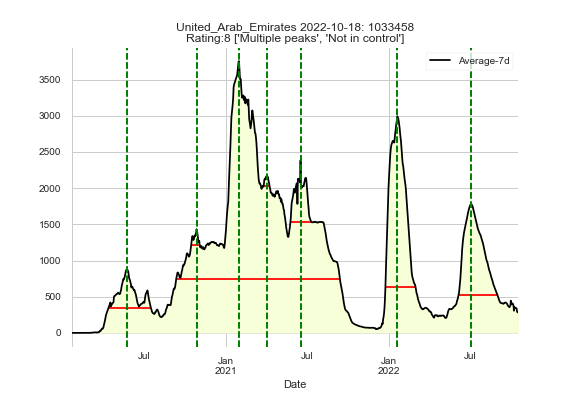 United_Arab_Emirates 2022-10-18: 1033458
Rating:8 ['Multiple peaks', 'Not in control']
Average-7d
3500
3000
2500
2000
1500
1000
500
0
Jul
Jan
2021
Jul
Jan
2022
Jul
Date